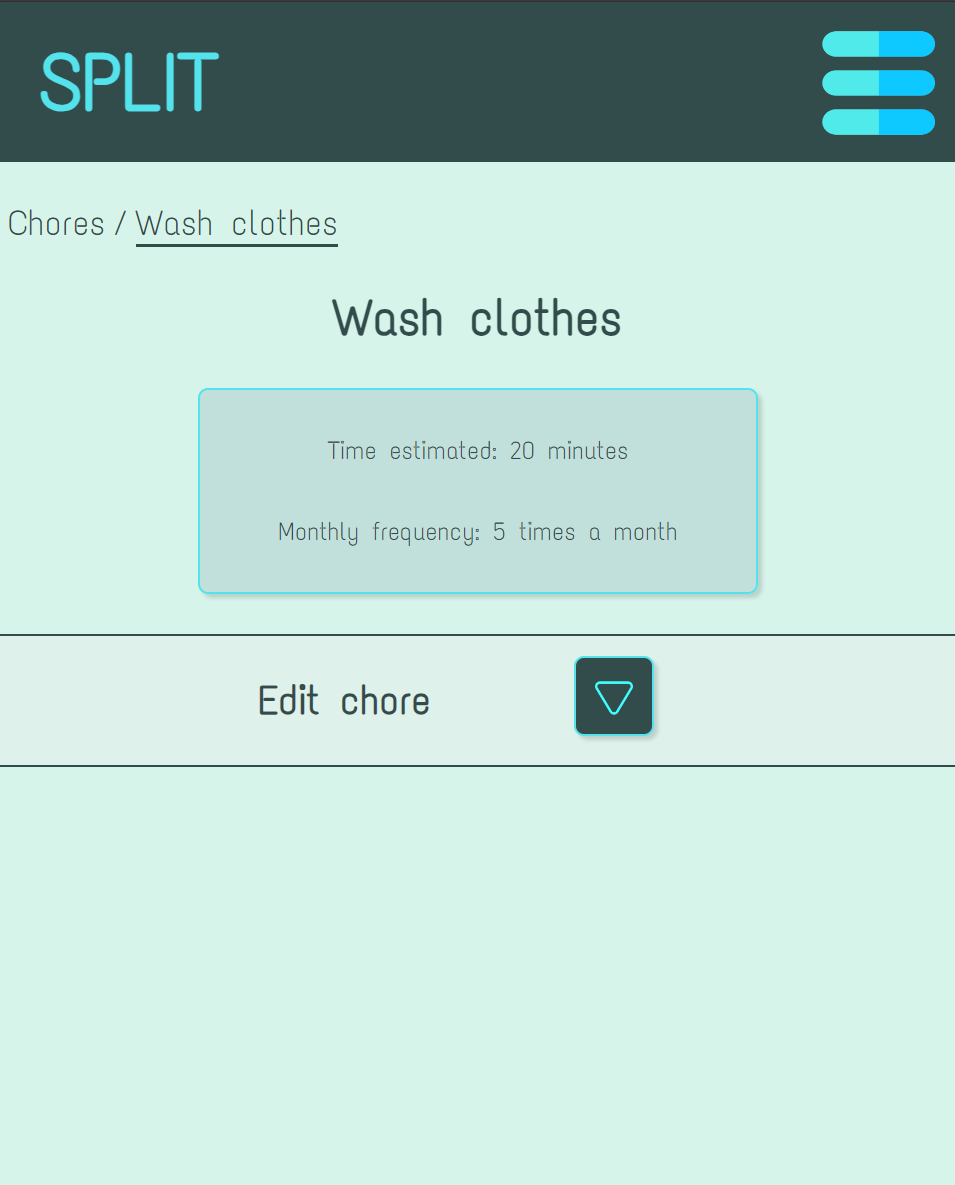 SPLIT
Chores / Wash clothes
Wash clothes
Time estimated: 20 minutes
Monthly frequency: 5 times a month
Edit chore